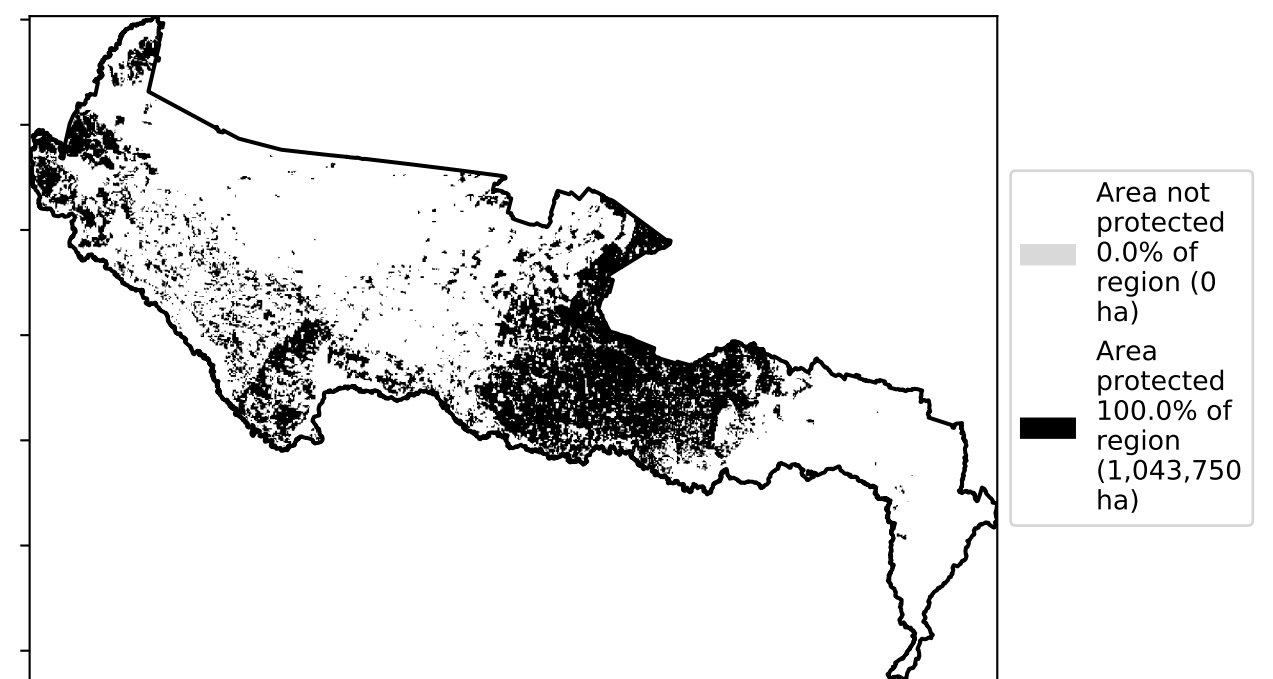 Area not
protected
0.0% of
region (0
ha)
Area
protected
100.0% of
region
(1,043,750
ha)